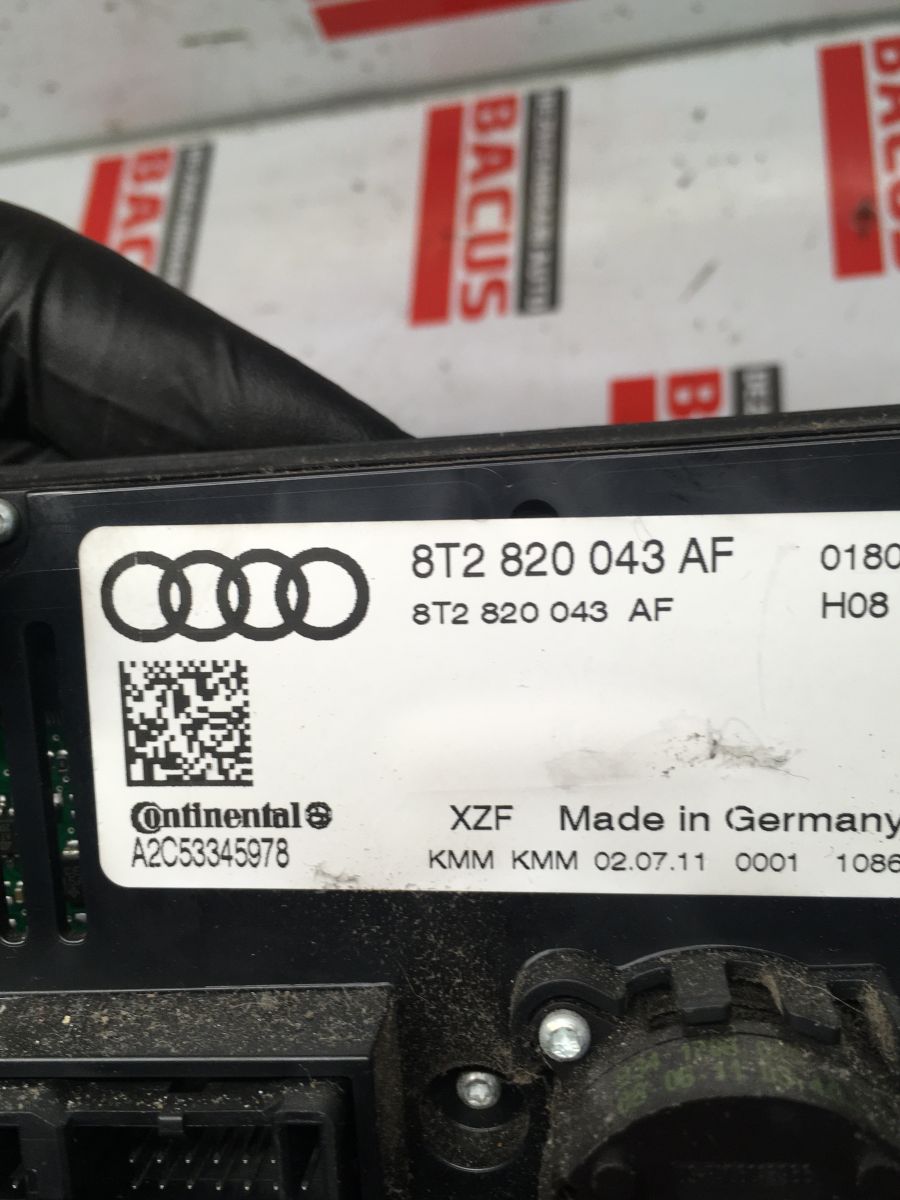 BACUS
BACUS
BACUS
8T2 820 043 AF
0180
8T2 820 043 AF
H08
Continental
XZF Made in Germany
A2C53345978
KMM KMM 02.07.11 0001 1086